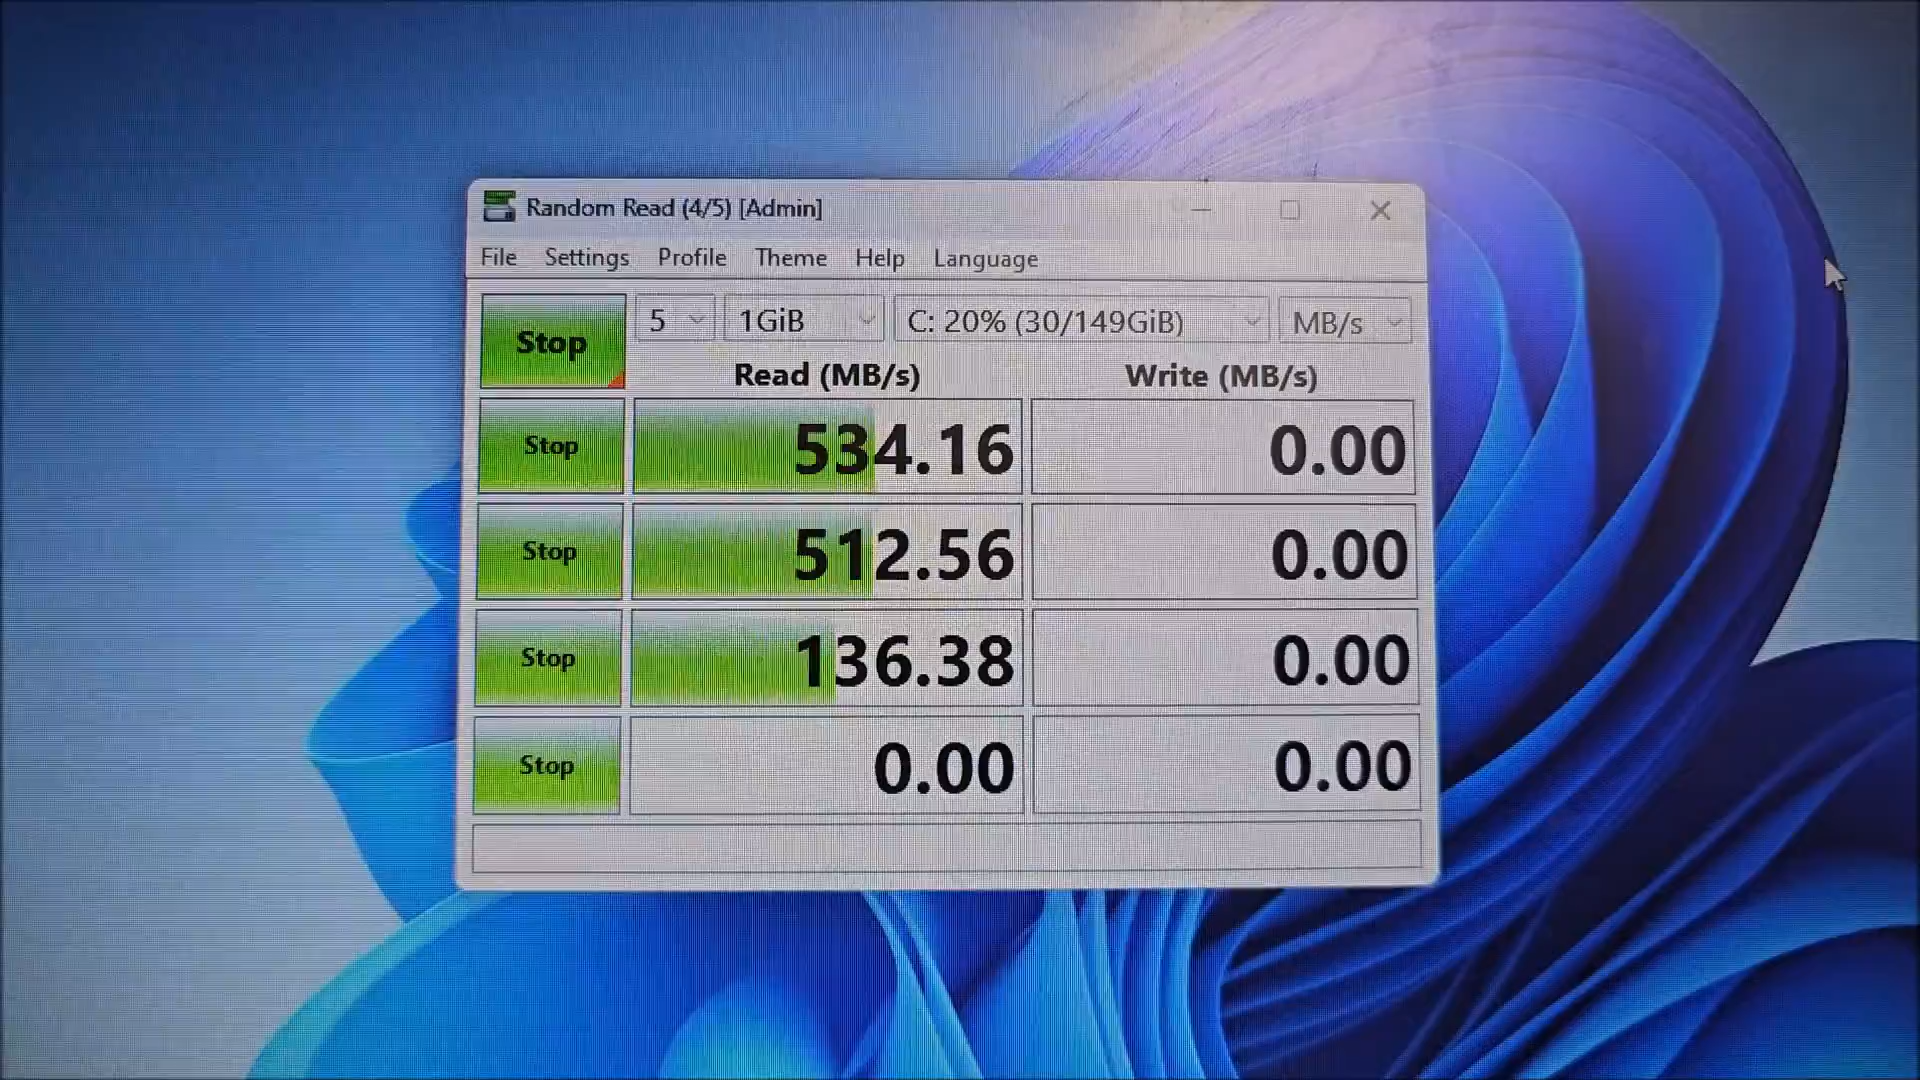 Random Read (4/5) [Admin]
File Settings Profile Theme Help Language
Stop 5 1GiB C: 20% (30/149GiB) MB/s
Read (MB/s) Write (MB/s)
Stop 534.16 0.00
Stop 512.56 0.00
Stop 136.38 0.00
Stop 0.00 0.00